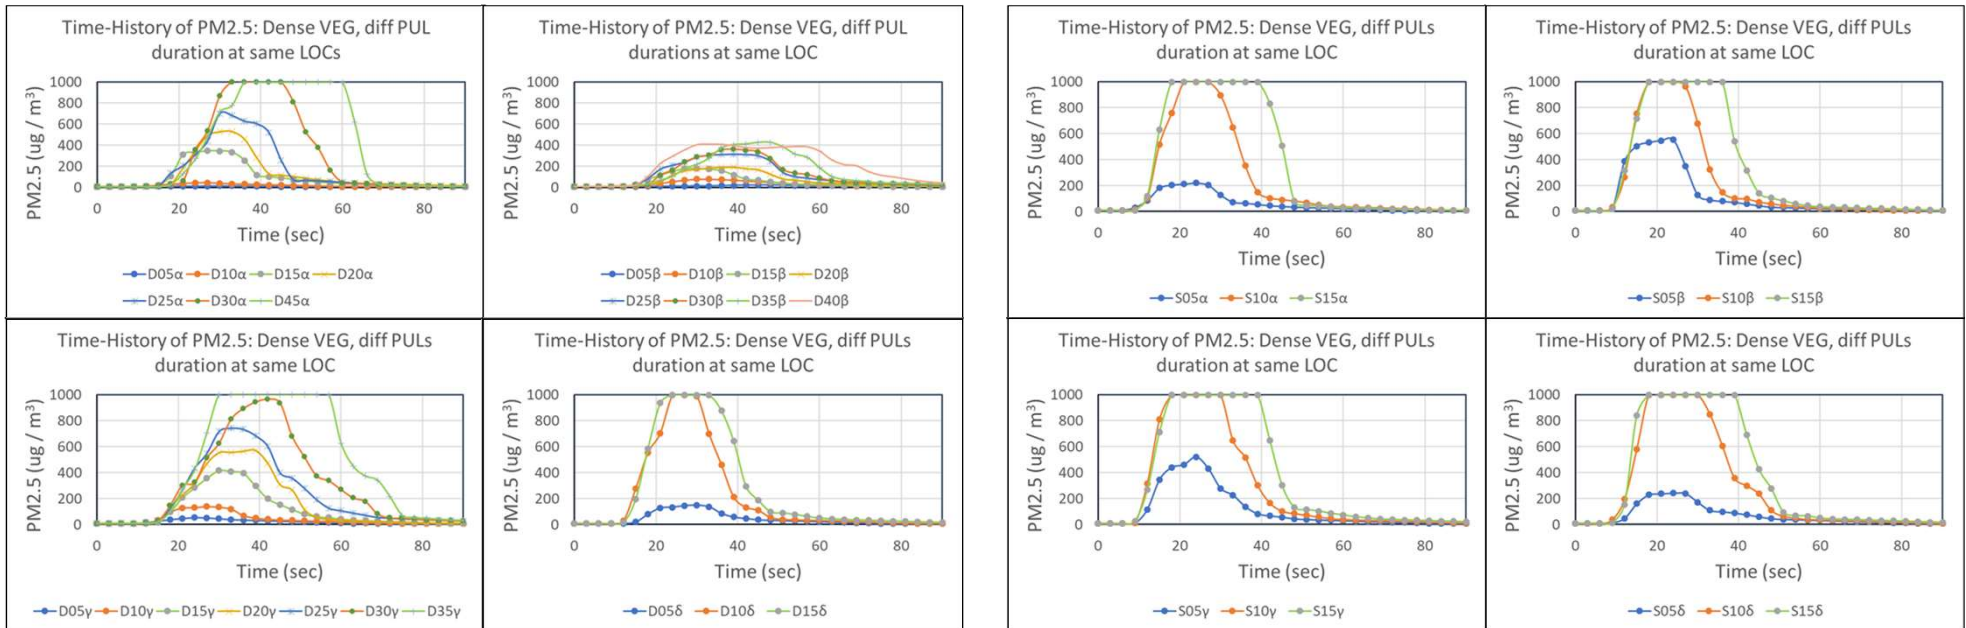 Time-History of PM2.5: Dense VEG, diff PUL
duration at same LOCs
PM2.5 (ug / m³)
1000
800
600
400
200
0
0 20 40 60 80
Time (sec)
D05α D10α D15α D20α
D25α D30α D45α
Time-History of PM2.5: Dense VEG, diff PUL
durations at same LOC
PM2.5 (ug / m³)
1000
800
600
400
200
0
0 20 40 60 80
Time (sec)
D05β D10β D15β D20β
D25β D30β D35β D40β
Time-History of PM2.5: Dense VEG, diff PULs
duration at same LOC
PM2.5 (ug / m³)
1000
800
600
400
200
0
0 20 40 60 80
Time (sec)
S05α S10α S15α
Time-History of PM2.5: Dense VEG, diff PULs
duration at same LOC
PM2.5 (ug / m³)
1000
800
600
400
200
0
0 20 40 60 80
Time (sec)
S05β S10β S15β
Time-History of PM2.5: Dense VEG, diff PULs
duration at same LOC
PM2.5 (ug / m³)
1000
800
600
400
200
0
0 20 40 60 80
Time (sec)
D05γ D10γ D15γ D20γ D25γ D30γ D35γ
Time-History of PM2.5: Dense VEG, diff PULs
duration at same LOC
PM2.5 (ug / m³)
1000
800
600
400
200
0
0 20 40 60 80
Time (sec)
D05δ D10δ D15δ
Time-History of PM2.5: Dense VEG, diff PULs
duration at same LOC
PM2.5 (ug / m³)
1000
800
600
400
200
0
0 20 40 60 80
Time (sec)
S05γ S10γ S15γ
Time-History of PM2.5: Dense VEG, diff PULs
duration at same LOC
PM2.5 (ug / m³)
1000
800
600
400
200
0
0 20 40 60 80
Time (sec)
S05δ S10δ S15δ